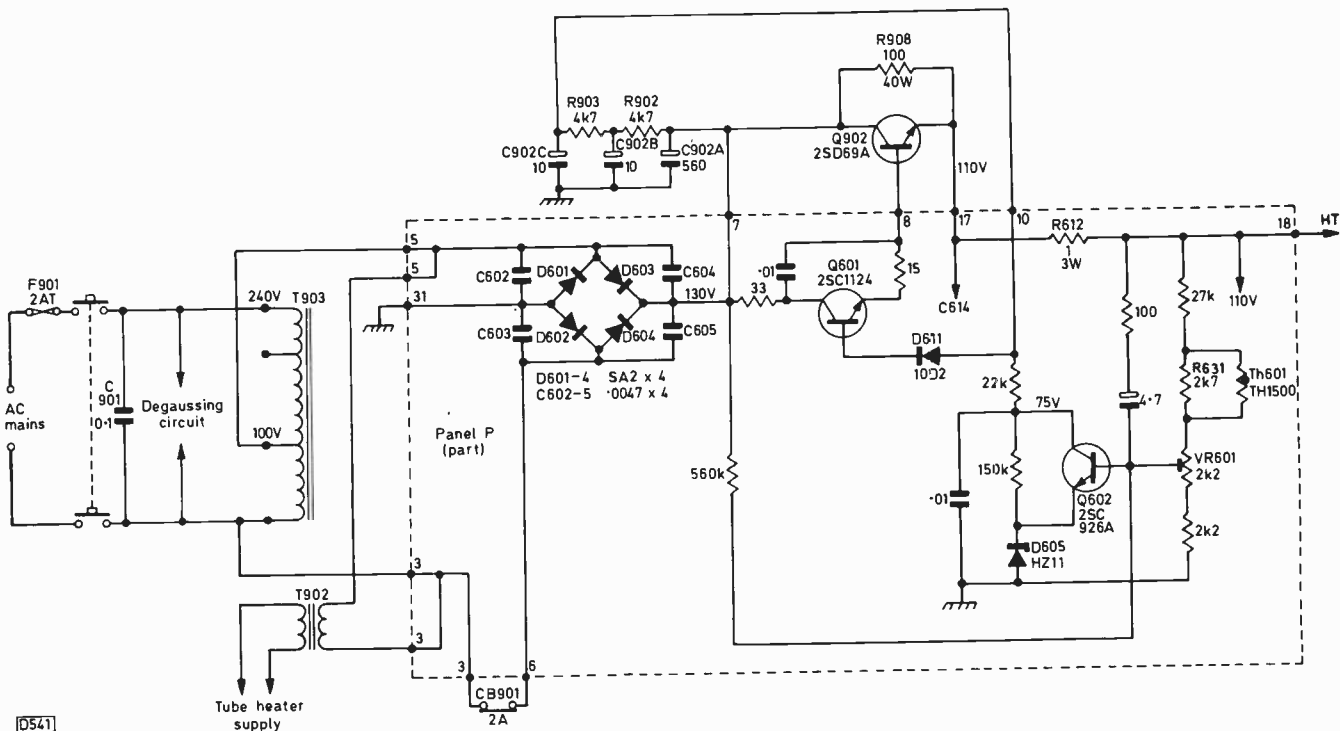 R908
100
40W
R903
4k7
R902
4k7
C902C
10
C902B
10
C902A
560
Q902
2SD69A
110V
7
8
17
10
R612
1
3W
18
HT
5
5
31
C602
D601
D603
C604
130V
33
·01
Q601
2SC1124
15
C614
110V
27k
100
F901
2AT
240V
T903
C603
D602
D604
C605
D611
10D2
R631
2k7
Th601
TH1500
D601-4
SA2 x 4
C602-5
·0047 x 4
22k
4·7
AC
mains
C
901
0·1
Degaussing
circuit
100V
Panel P
(part)
75V
VR601
2k2
560k
150k
·01
Q602
2SC
926A
2k2
D605
HZ11
3
T902
3
3
6
CB901
2A
Tube heater
supply
D541